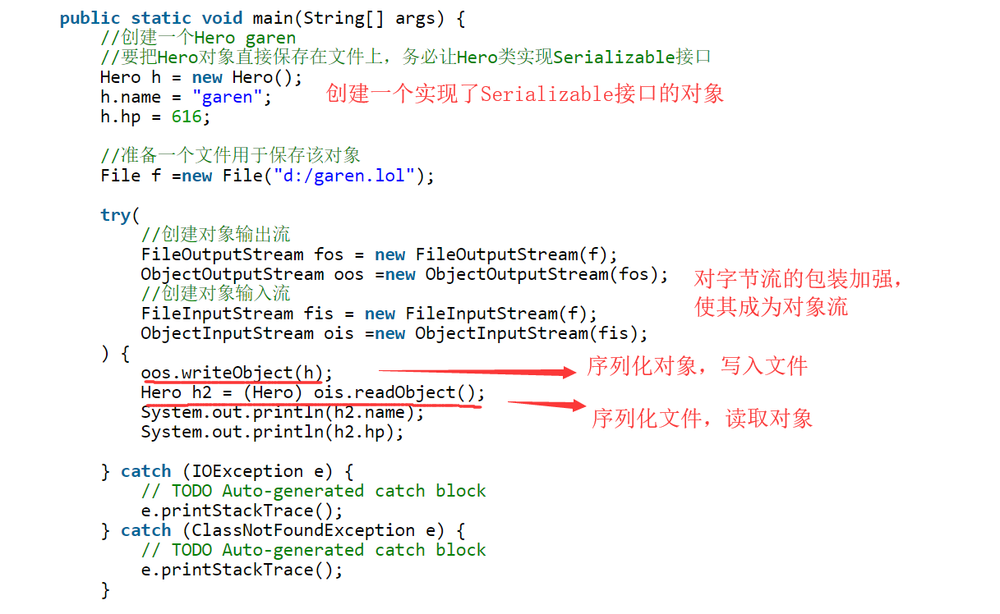 public static void main(String[] args) {
//创建一个Hero garen
//要把Hero对象直接保存在文件上，务必让Hero类实现Serializable接口
Hero h = new Hero();
h.name = "garen";
创建一个实现了Serializable接口的对象
h.hp = 616;
//准备一个文件用于保存该对象
File f =new File("d:/garen.lol");
try(
//创建对象输出流
FileOutputStream fos = new FileOutputStream(f);
ObjectOutputStream oos =new ObjectOutputStream(fos);
对字节流的包装加强，
//创建对象输入流
使其成为对象流
FileInputStream fis = new FileInputStream(f);
ObjectInputStream ois =new ObjectInputStream(fis);
) {
oos.writeObject(h);
序列化对象，写入文件
Hero h2 = (Hero) ois.readObject();
序列化文件，读取对象
System.out.println(h2.name);
System.out.println(h2.hp);
} catch (IOException e) {
// TODO Auto-generated catch block
e.printStackTrace();
} catch (ClassNotFoundException e) {
// TODO Auto-generated catch block
e.printStackTrace();
}